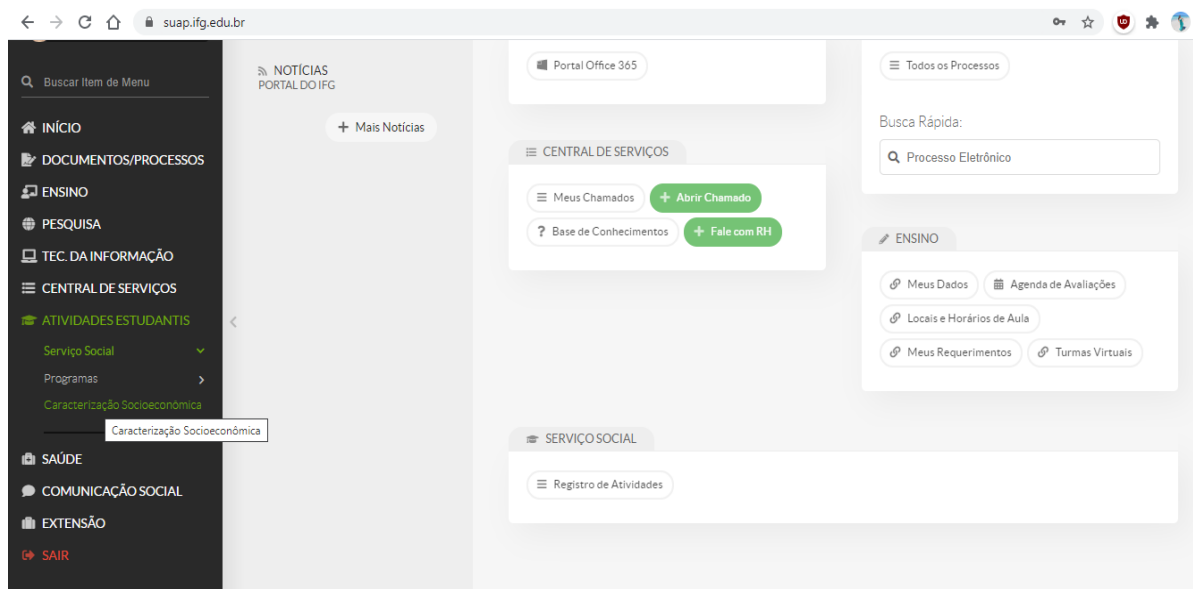 suap.ifg.edu.br
Buscar Item de Menu
INÍCIO
DOCUMENTOS/PROCESSOS
ENSINO
PESQUISA
TEC. DA INFORMAÇÃO
CENTRAL DE SERVIÇOS
ATIVIDADES ESTUDANTIS
Serviço Social
Programas
Caracterização Socioeconômica
Caracterização Socioeconômica
SAÚDE
COMUNICAÇÃO SOCIAL
EXTENSÃO
SAIR
NOTÍCIAS
PORTAL DO IFG
+ Mais Notícias
Portal Office 365
CENTRAL DE SERVIÇOS
Meus Chamados + Abrir Chamado
? Base de Conhecimentos + Fale com RH
Todos os Processos
Busca Rápida:
Processo Eletrônico
ENSINO
Meus Dados Agenda de Avaliações
Locais e Horários de Aula
Meus Requerimentos Turmas Virtuais
SERVIÇO SOCIAL
Registro de Atividades